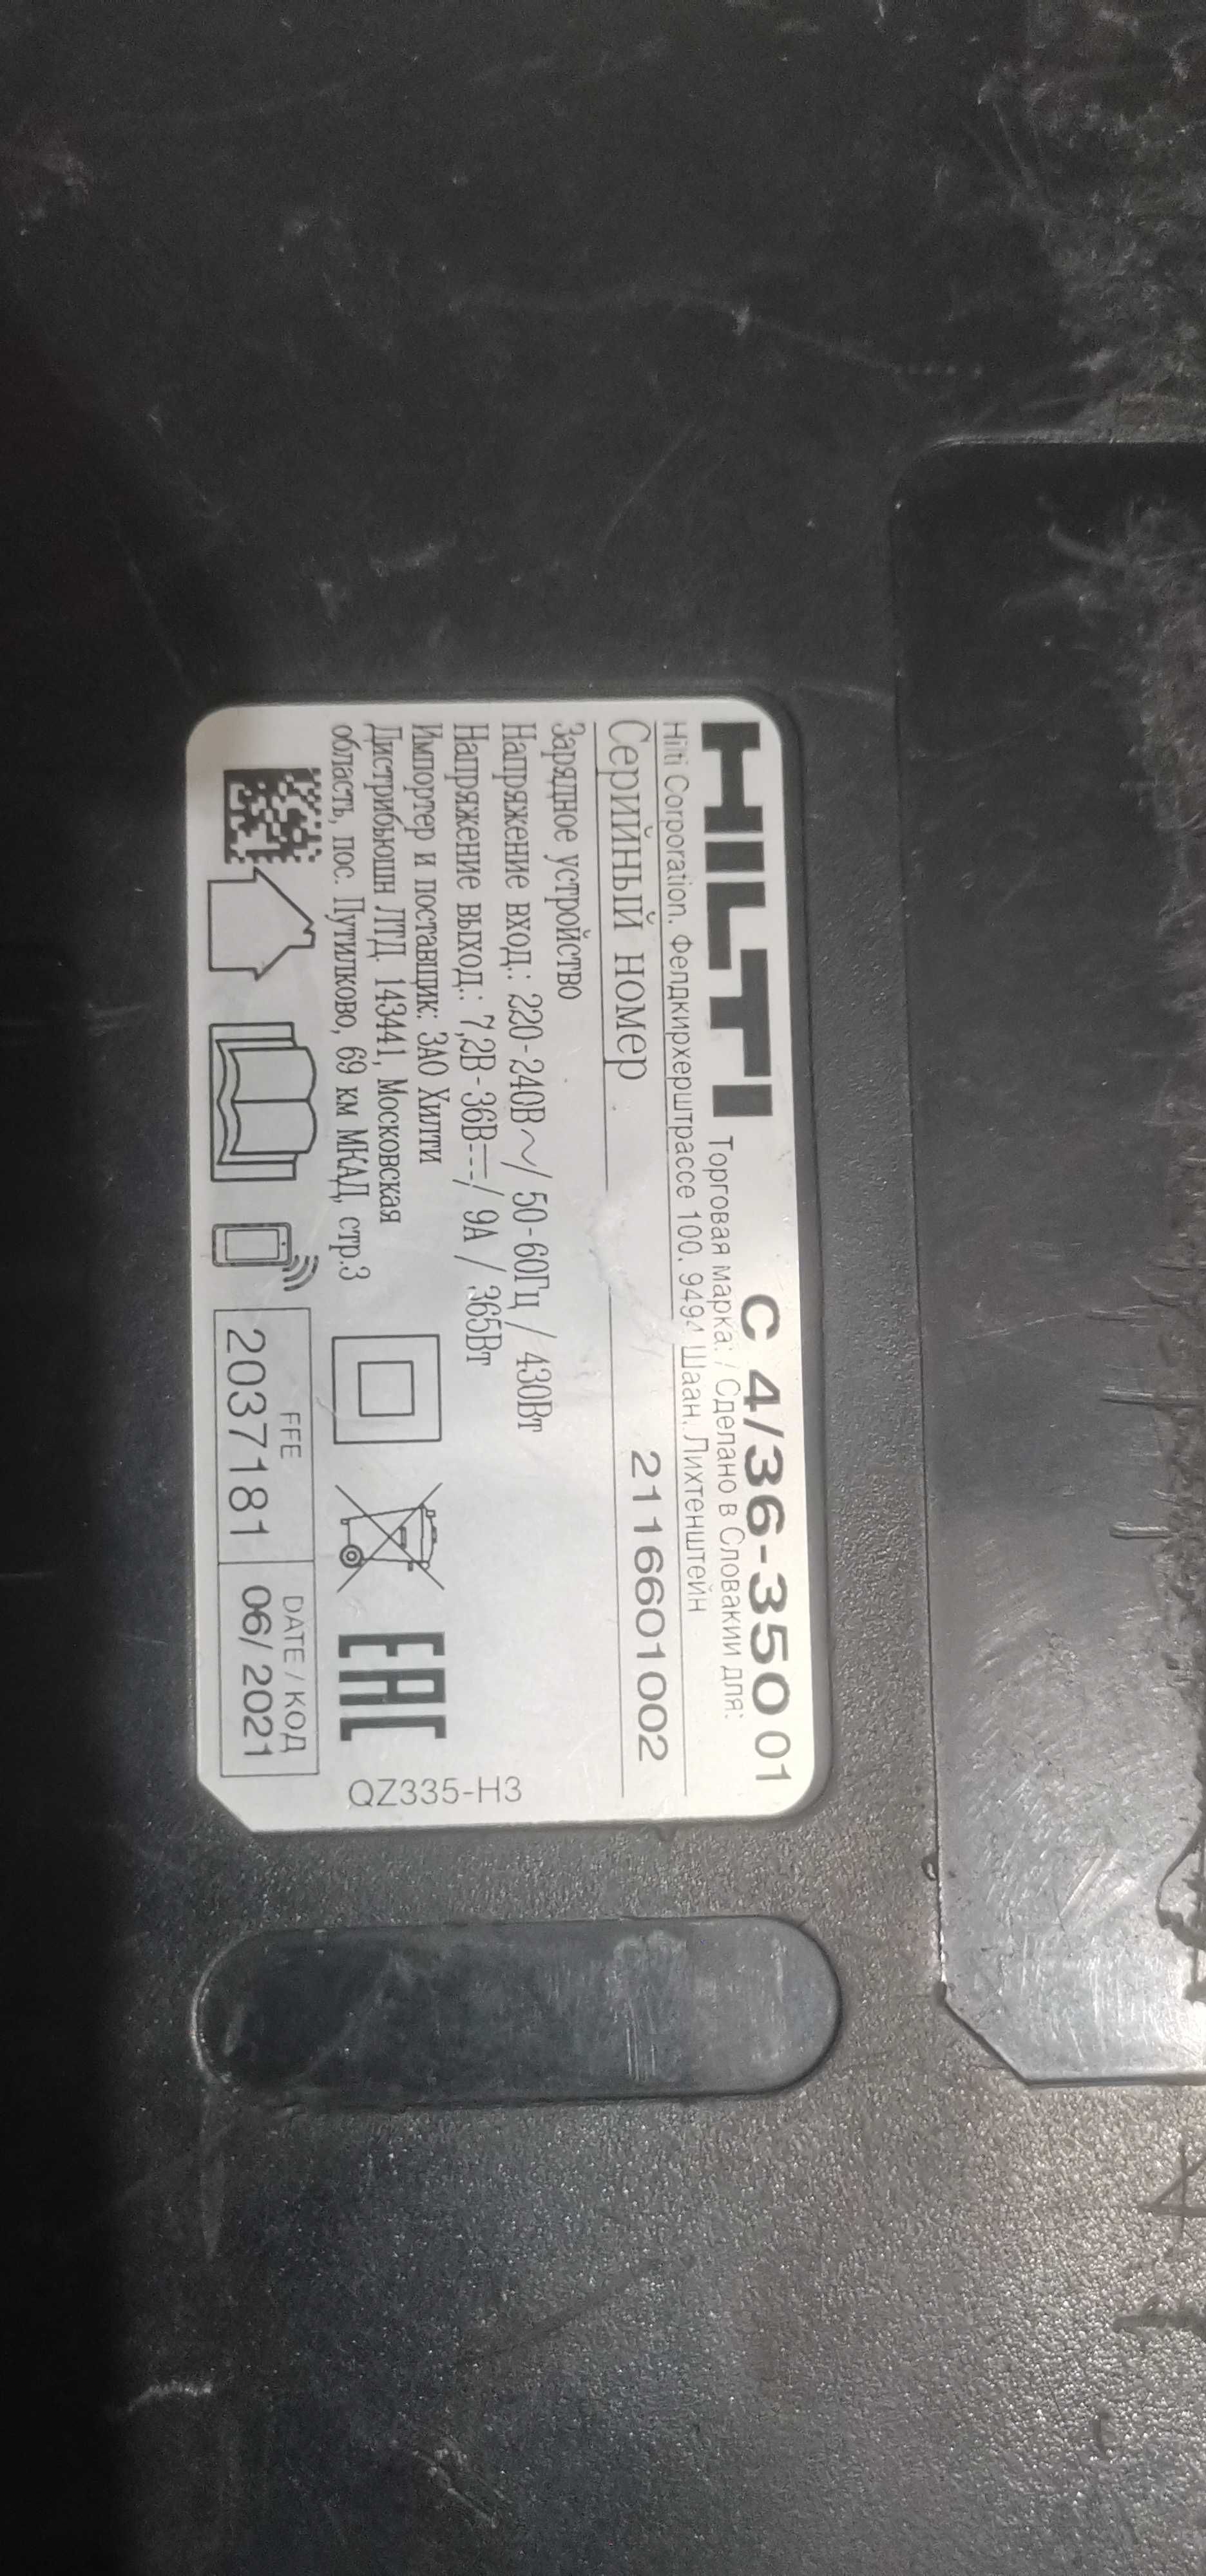 HILTI
C 4/36-350 01
Торговая марка: / Сделано в Словакии для:
Hilti Corporation, Фелдкирхерштрассе 100, 9494 Шаан, Лихтенштейн
Серийный номер 2116601002
Зарядное устройство
Напряжение вход.: 220-240В~/ 50-60Гц / 430Вт
Напряжение выход.: 7,2В-36В⎓/ 9А / 365Вт
Импортер и поставщик: ЗАО Хилти
Дистрибьюшн ЛТД. 143441, Московская
область, пос. Путилково, 69 км МКАД, стр.3
EAC
QZ335-H3
FFE DATE / КОД
2037181 06/2021